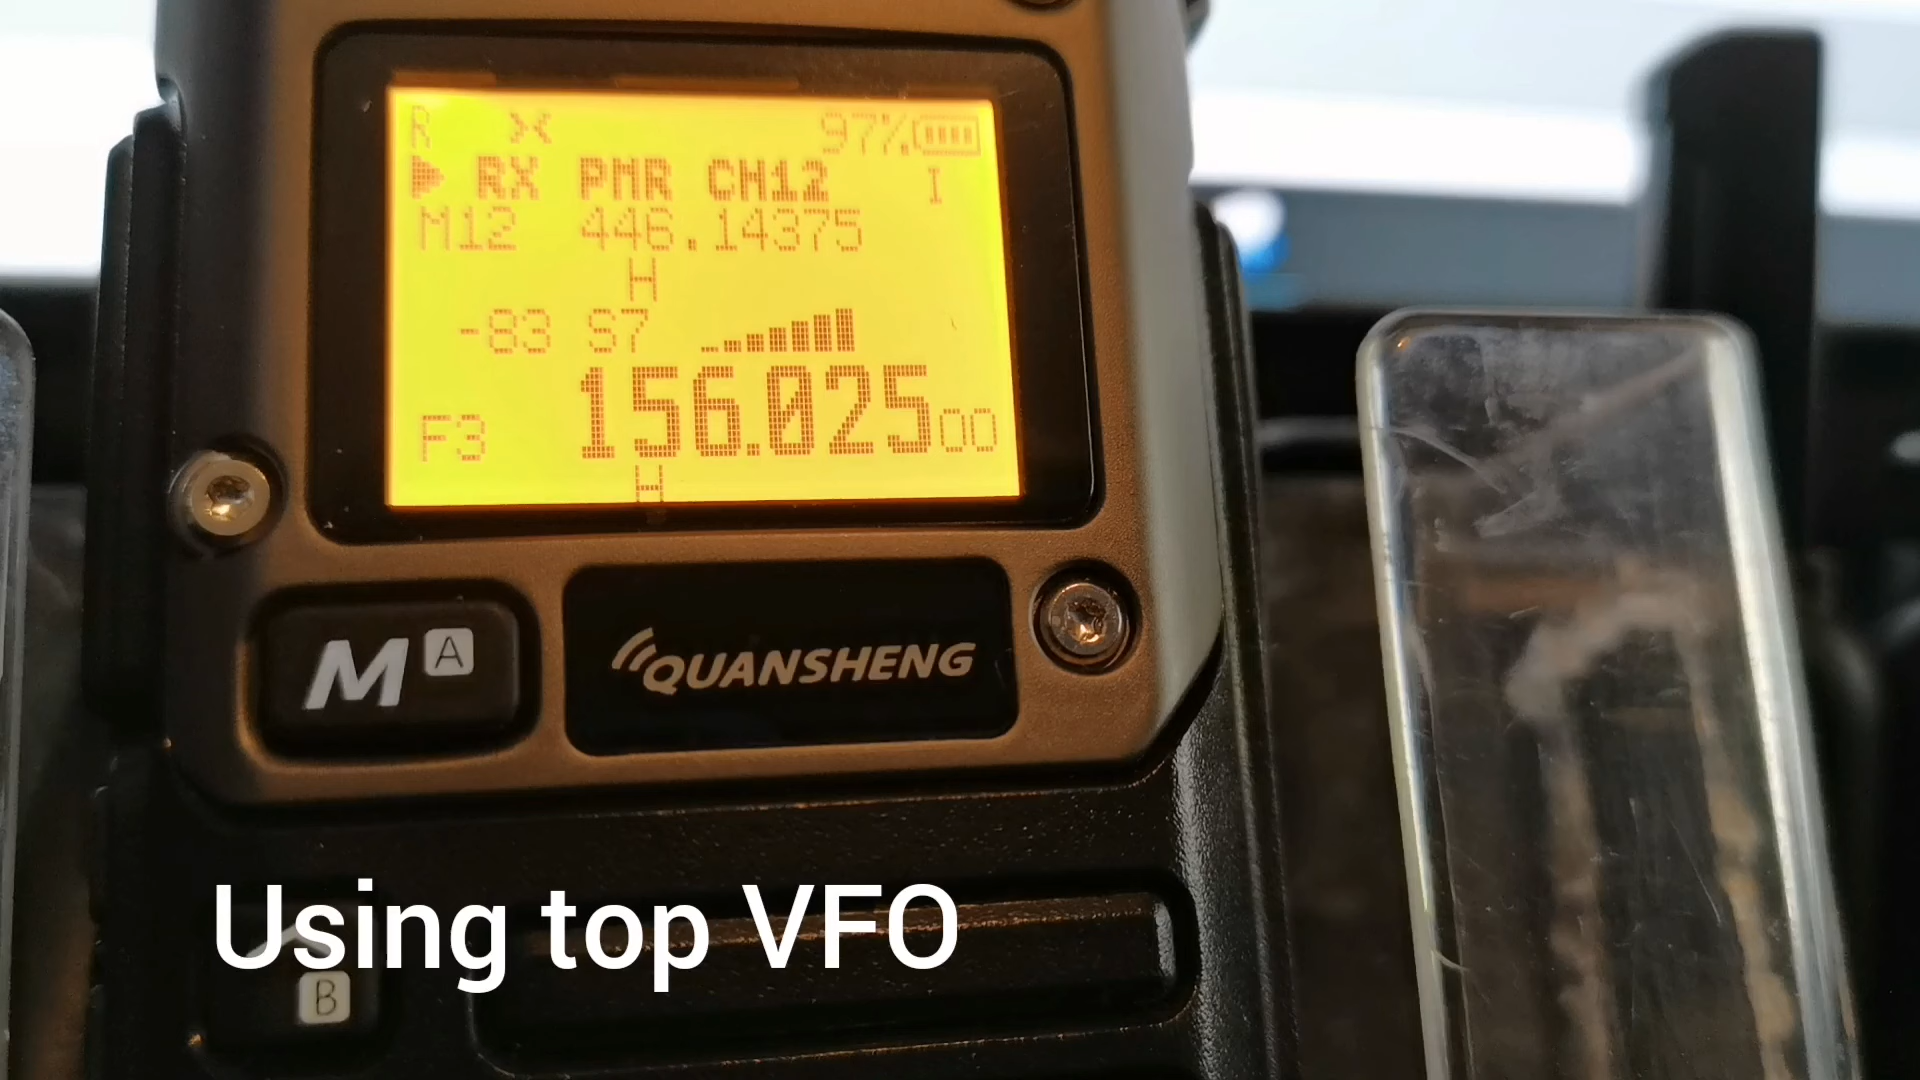 R 97%
RX PMR CH12 I
M12 446.14375
H
-83 S7
F3 156.02500
H
M A
QUANSHENG
Using top VFO
B